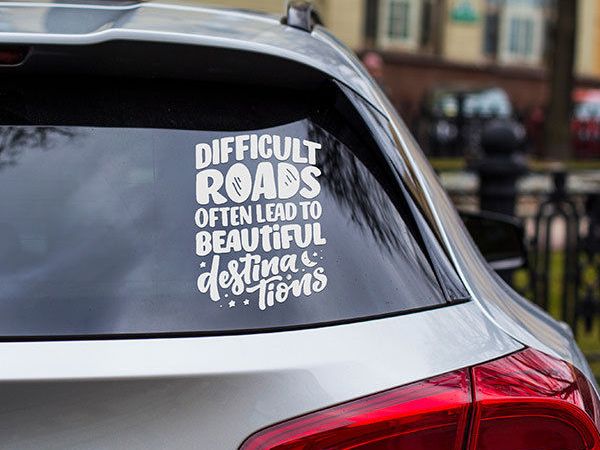 DIFFICULT
ROADS
OFTEN LEAD TO
BEAUTiFUL
destina
tions